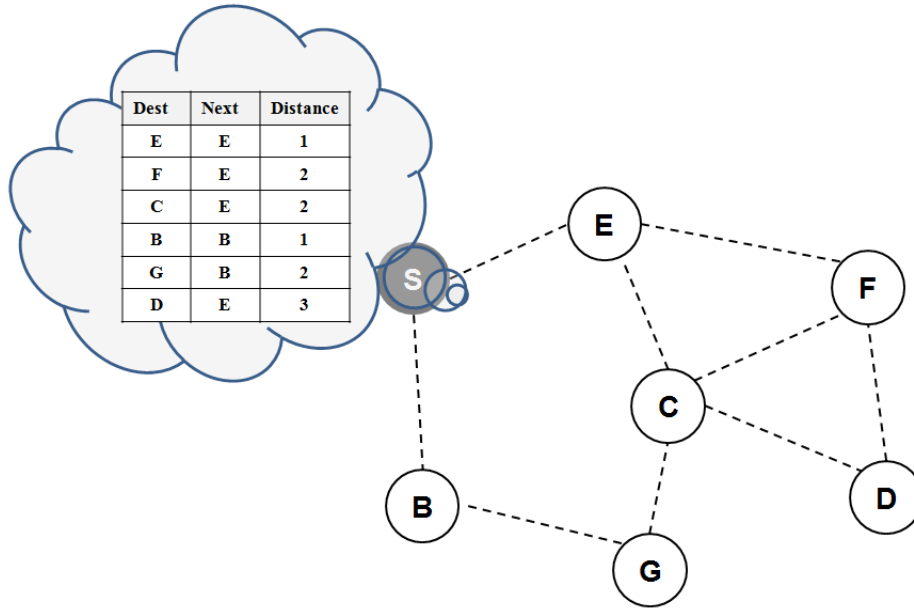 Dest Next Distance
E E 1
F E 2
C E 2
B B 1
G B 2
D E 3
S
E
F
C
B
D
G